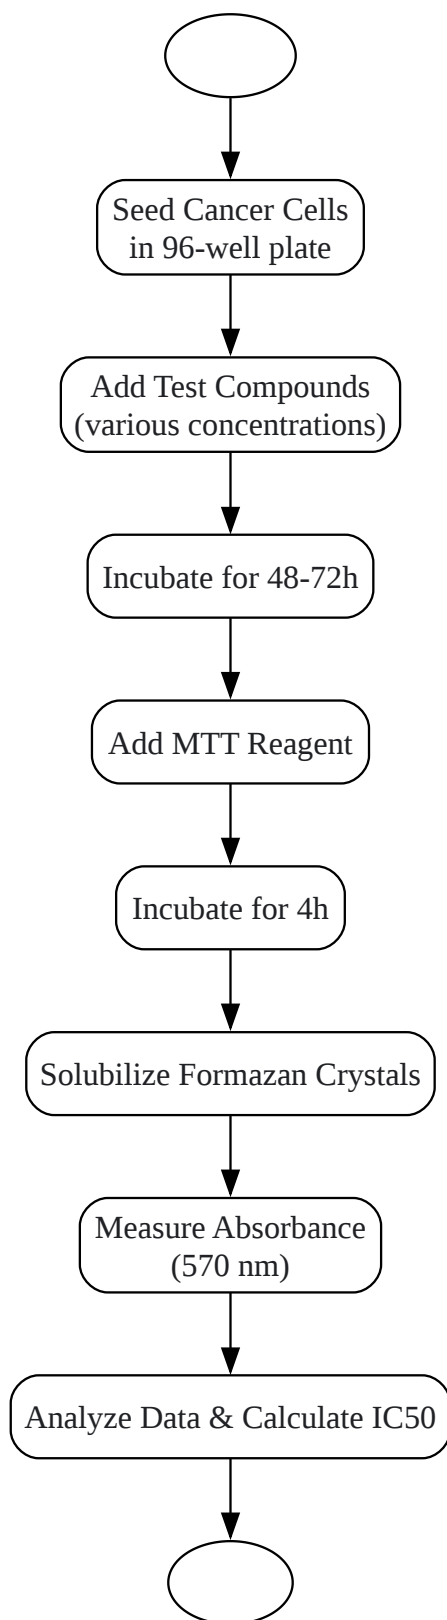 Seed Cancer Cells
in 96-well plate
Add Test Compounds
(various concentrations)
Incubate for 48-72h
Add MTT Reagent
Incubate for 4h
Solubilize Formazan Crystals
Measure Absorbance
(570 nm)
Analyze Data & Calculate IC50